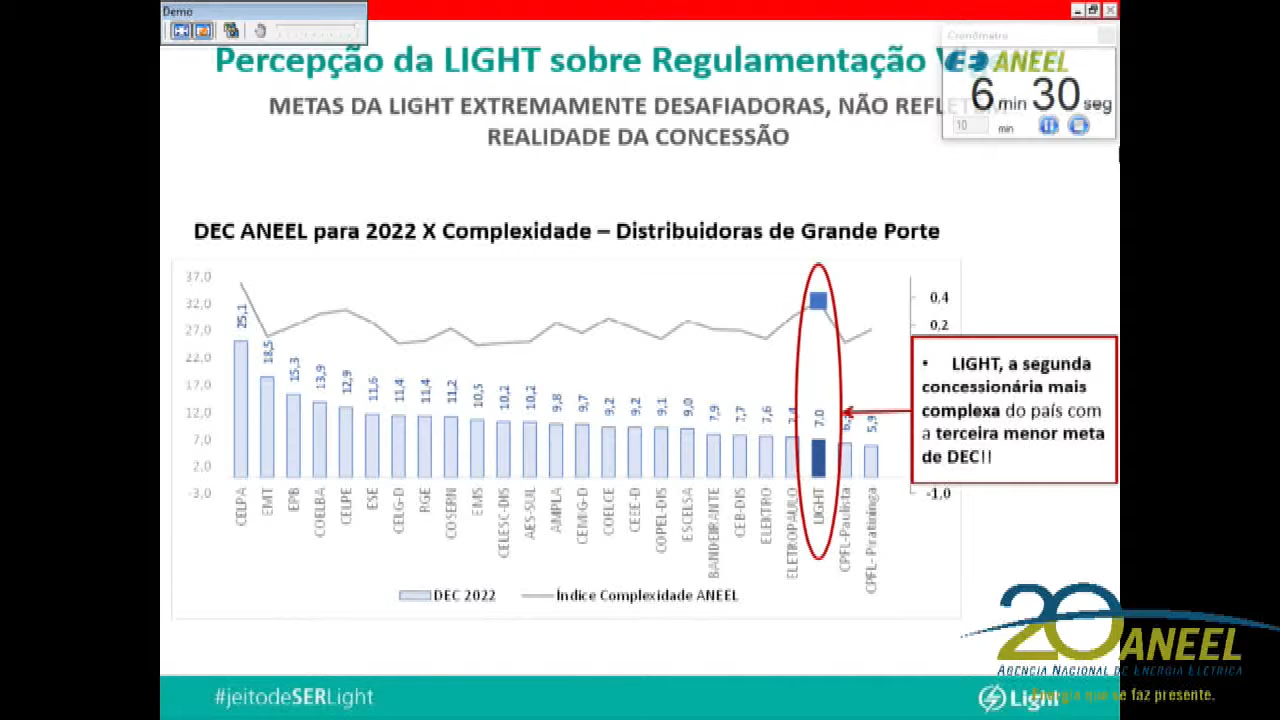 Demo
Percepção da LIGHT sobre Regulamentação
Cronômetro
ANEEL
6 min 30 seg
10 min
METAS DA LIGHT EXTREMAMENTE DESAFIADORAS, NÃO
REALIDADE DA CONCESSÃO
DEC ANEEL para 2022 X Complexidade – Distribuidoras de Grande Porte
37,0
32,0
27,0
22,0
17,0
12,0
7,0
2,0
-3,0
25,1
18,5
15,3
13,9
12,9
11,6
11,4
11,4
11,2
10,5
10,2
10,2
9,8
9,7
9,2
9,2
9,1
9,0
7,9
7,7
7,6
7,4
7,0
5,9
0,4
0,2
-1,0
CELPA
EMT
EPB
COELBA
CELPE
ESE
CELG-D
RGE
COSERN
EMS
CELESC-DIS
AES-SUL
AMPLA
CEMIG-D
COELCE
CEEE-D
COPEL-DIS
ESCELSA
BANDEIRANTE
CEB-DIS
ELEKTRO
ELETROPAULO
LIGHT
CPFL-Paulista
CPFL- Piratininga
DEC 2022
Índice Complexidade ANEEL
• LIGHT, a segunda
concessionária mais
complexa do país com
a terceira menor meta
de DEC!!
20 ANEEL
AGÊNCIA NACIONAL DE ENERGIA ELÉTRICA
#jeitodeSERLight
Light
Energia que se faz presente.